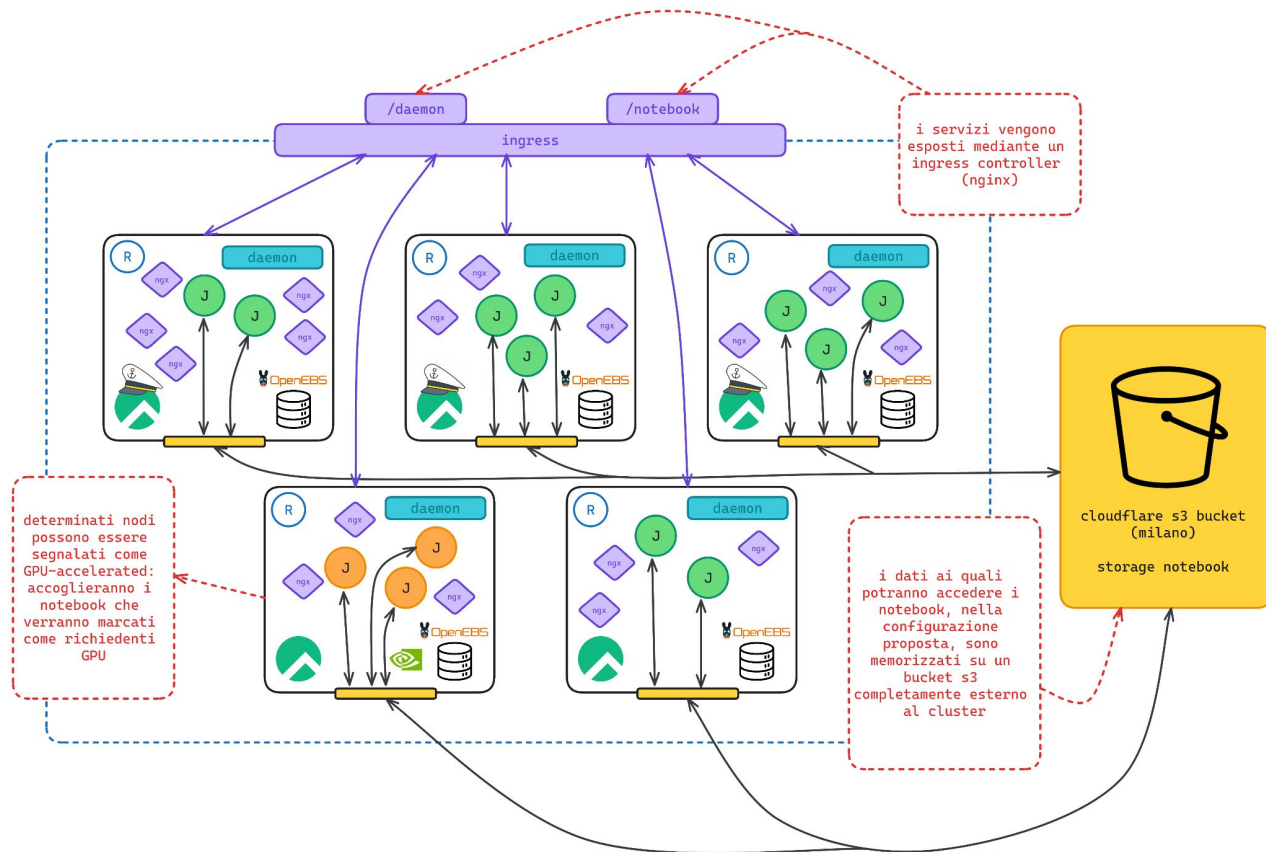 /daemon
/notebook
ingress
i servizi vengono
esposti mediante un
ingress controller
(nginx)
R
daemon
ngx
J
ngx
J
ngx
ngx
ngx
OpenEBS
R
daemon
ngx
J
ngx
J
ngx
J
OpenEBS
R
daemon
ngx
J
J
ngx
J
ngx
OpenEBS
cloudflare s3 bucket
(milano)
storage notebook
determinati nodi
possono essere
segnalati come
GPU-accelerated:
accoglieranno i
notebook che
verranno marcati
come richiedenti
GPU
R
daemon
ngx
J
J
ngx
J
ngx
OpenEBS
R
daemon
J
ngx
ngx
J
ngx
OpenEBS
i dati ai quali
potranno accedere i
notebook, nella
configurazione
proposta, sono
memorizzati su un
bucket s3
completamente esterno
al cluster